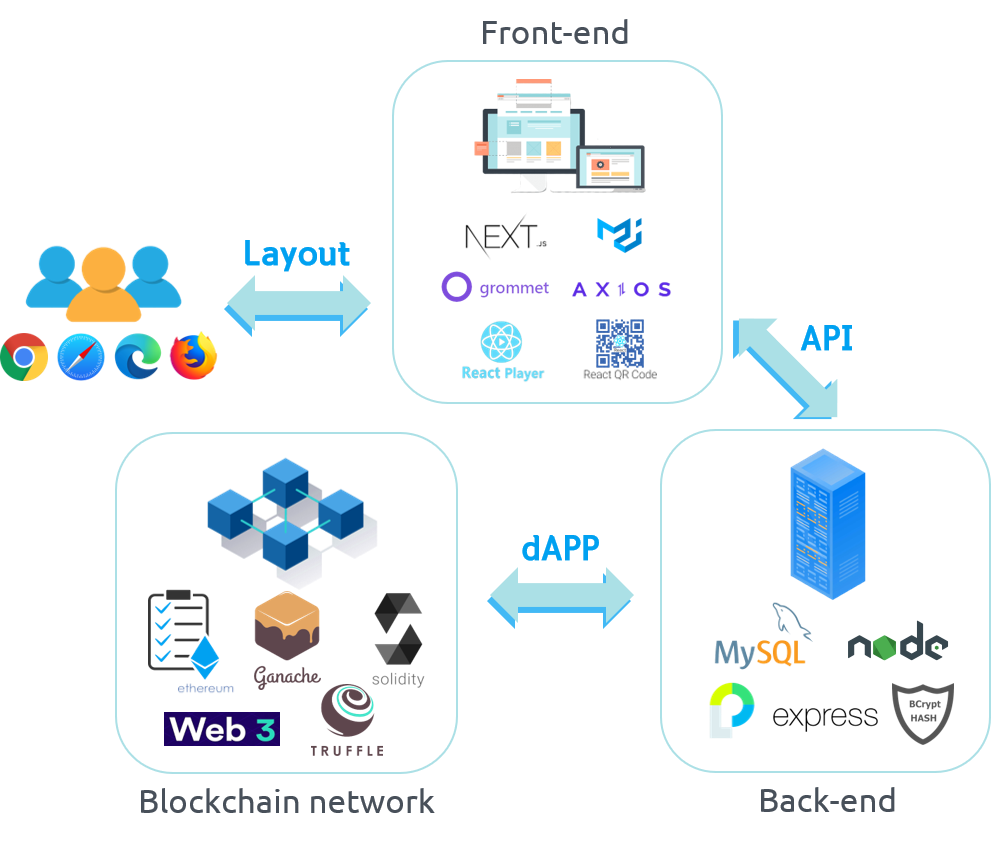 Front-end
NEXT.JS
grommet
AXIOS
React Player
React QR Code
Layout
API
dAPP
ethereum
Ganache
solidity
Web 3
TRUFFLE
Blockchain network
MySQL
node
express
BCrypt
HASH
Back-end